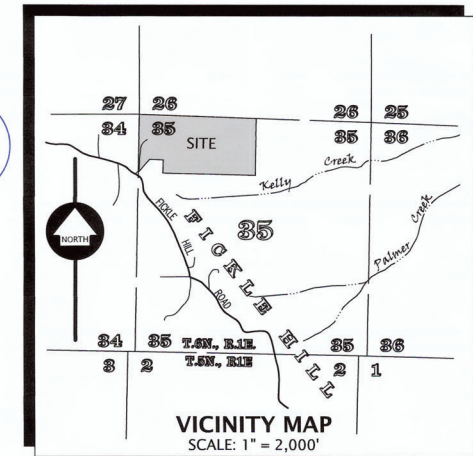 27 26 26 25
34 35 35 36
SITE
Kelly Creek
FICKLE HILL ROAD
FICKLE HILL
35
NORTH
Palmer Creek
34 35 T.6N., R.1E. 35 36
3 2 T.5N., R1E 2 1
VICINITY MAP
SCALE: 1" = 2,000'